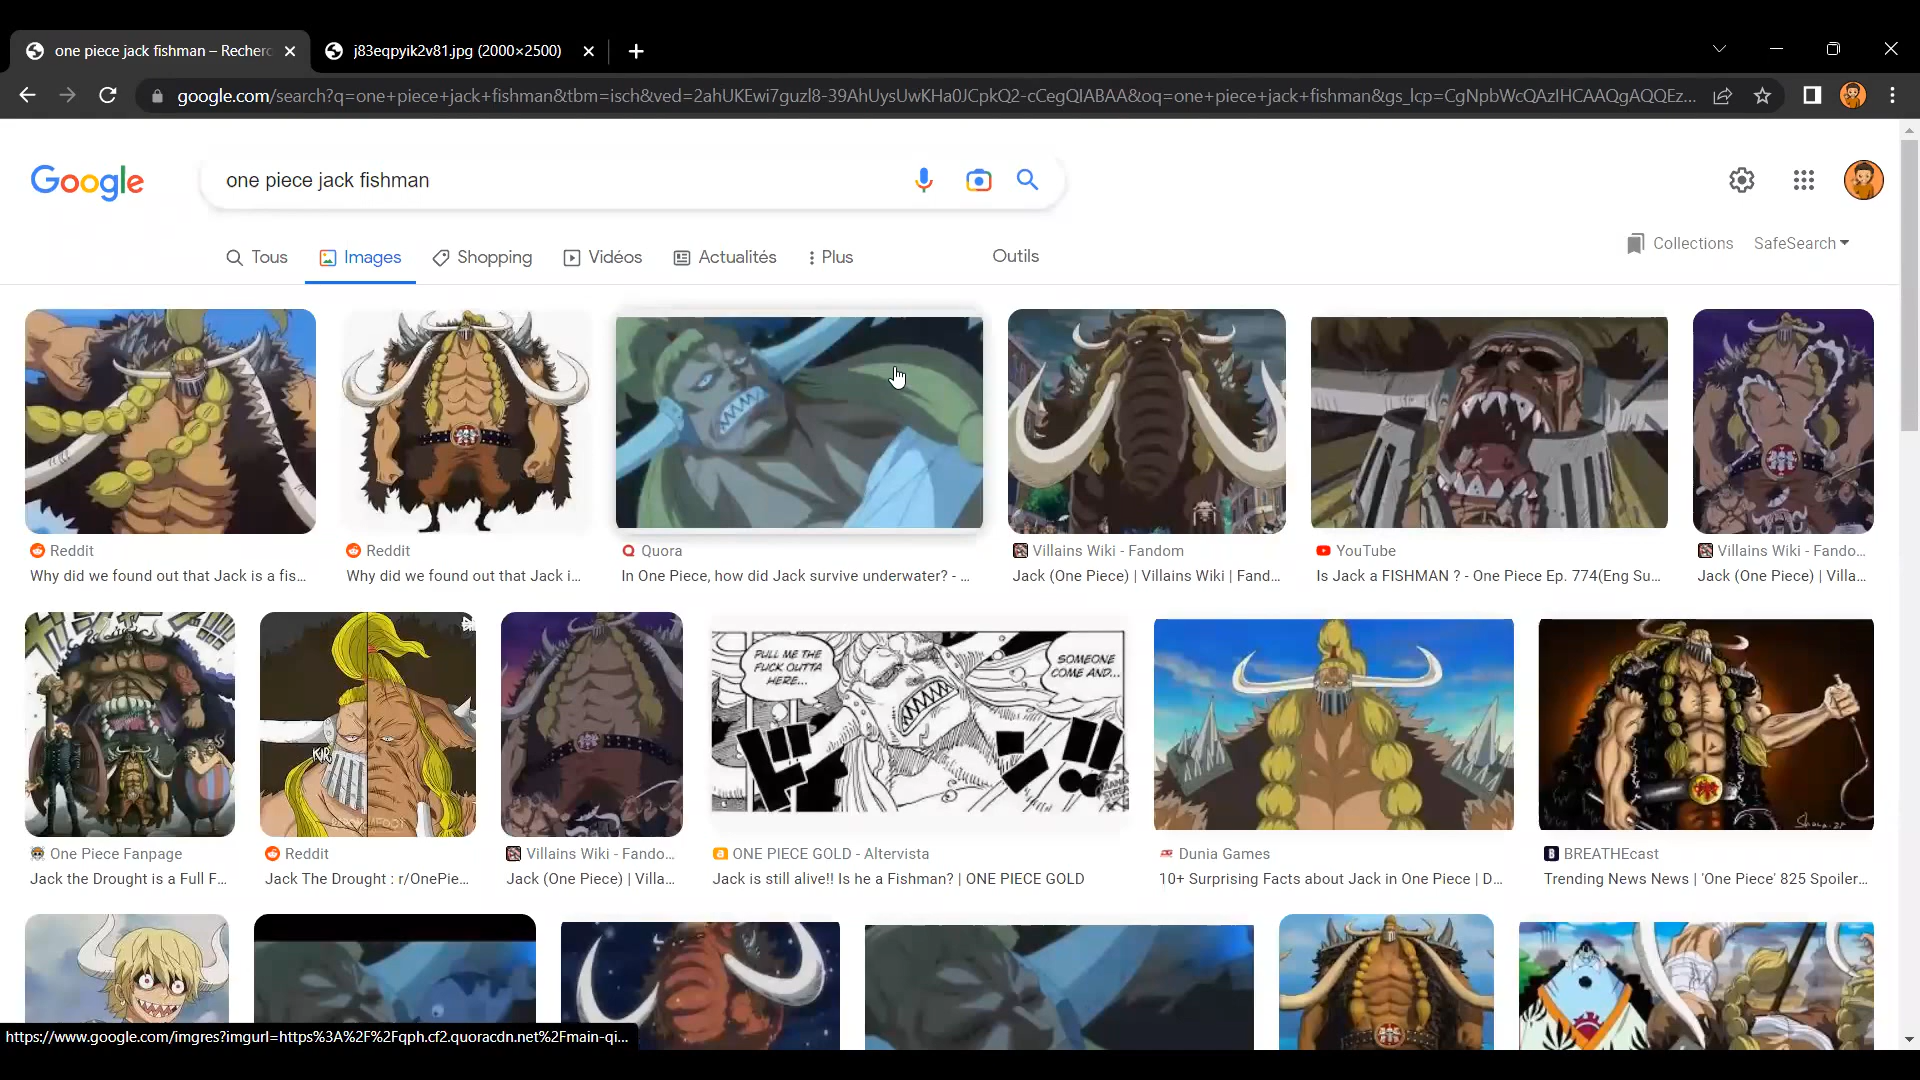 one piece jack fishman – Recherc
j83eqpyik2v81.jpg (2000×2500)
google.com/search?q=one+piece+jack+fishman&tbm=isch&ved=2ahUKEwi7guzl8-39AhUysUwKHa0JCpkQ2-cCegQIABAA&oq=one+piece+jack+fishman&gs_lcp=CgNpbWcQAzIHCAAQgAQQEz...
Google
one piece jack fishman
Tous
Images
Shopping
Vidéos
Actualités
Plus
Outils
Collections
SafeSearch
Reddit
Why did we found out that Jack is a fis...
Reddit
Why did we found out that Jack i...
Quora
In One Piece, how did Jack survive underwater? - ...
Villains Wiki - Fandom
Jack (One Piece) | Villains Wiki | Fand...
YouTube
Is Jack a FISHMAN ? - One Piece Ep. 774(Eng Su...
Villains Wiki - Fando...
Jack (One Piece) | Villa...
PULL ME THE
FUCK OUTTA
HERE...
SOMEONE
COME AND...
One Piece Fanpage
Jack the Drought is a Full F...
Reddit
Jack The Drought : r/OnePie...
Villains Wiki - Fando...
Jack (One Piece) | Villa...
ONE PIECE GOLD - Altervista
Jack is still alive!! Is he a Fishman? | ONE PIECE GOLD
Dunia Games
10+ Surprising Facts about Jack in One Piece | D...
BREATHEcast
Trending News News | 'One Piece' 825 Spoiler...
https://www.google.com/imgres?imgurl=https%3A%2F%2Fqph.cf2.quoracdn.net%2Fmain-qi...